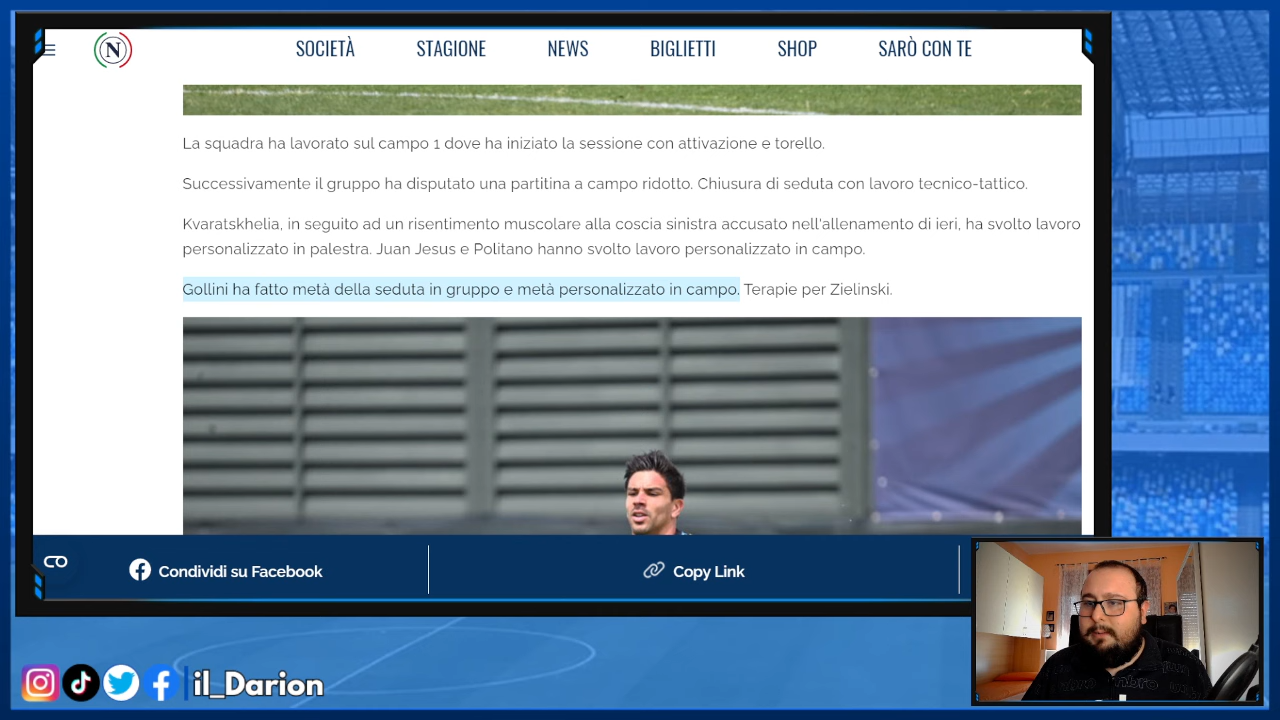 N
SOCIETÀ STAGIONE NEWS BIGLIETTI SHOP SARÒ CON TE
La squadra ha lavorato sul campo 1 dove ha iniziato la sessione con attivazione e torello.
Successivamente il gruppo ha disputato una partitina a campo ridotto. Chiusura di seduta con lavoro tecnico-tattico.
Kvaratskhelia, in seguito ad un risentimento muscolare alla coscia sinistra accusato nell'allenamento di ieri, ha svolto lavoro
personalizzato in palestra. Juan Jesus e Politano hanno svolto lavoro personalizzato in campo.
Gollini ha fatto metà della seduta in gruppo e metà personalizzato in campo. Terapie per Zielinski.
Condividi su Facebook
Copy Link
il_Darion